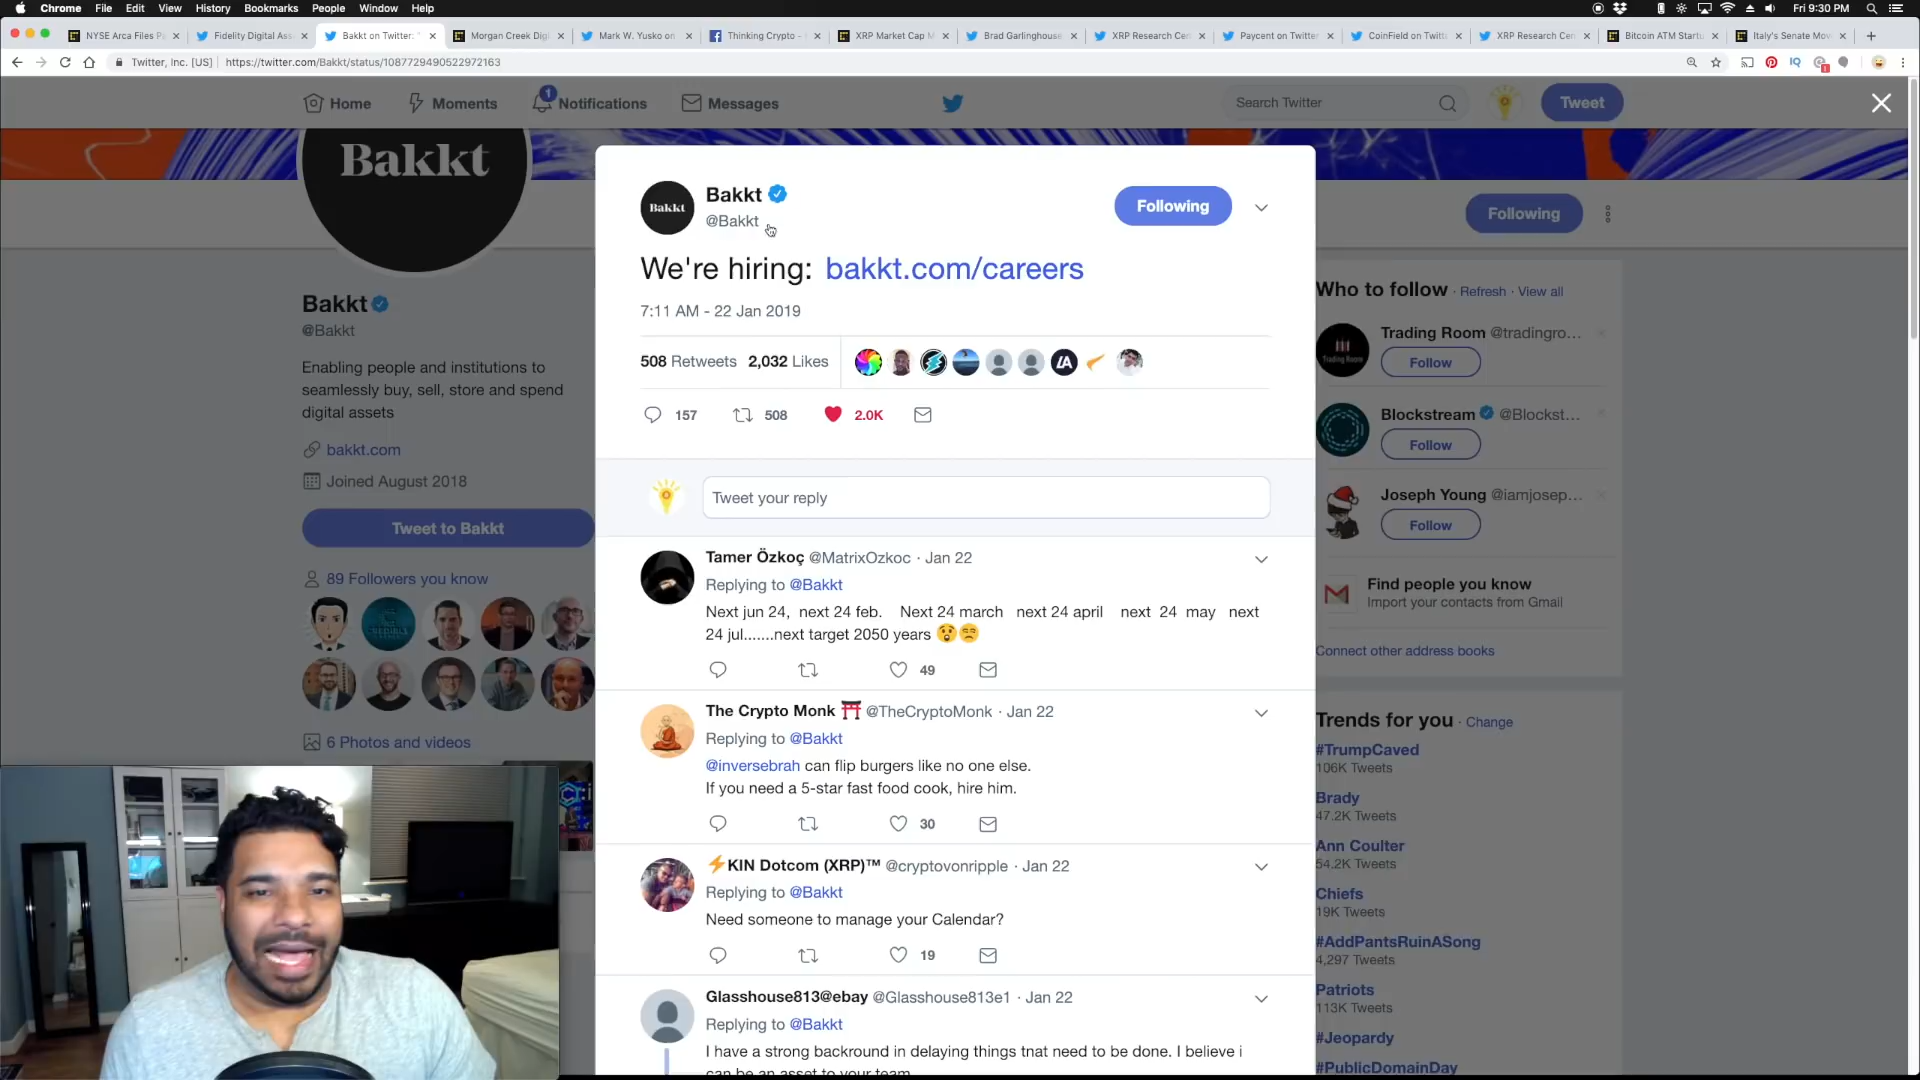 Chrome File Edit View History Bookmarks People Window Help
Fri 9:30 PM
NYSE Arca Files P
Fidelity Digital Ass
Bakkt on Twitter: "
Morgan Creek Digi
Mark W. Yusko on
Thinking Crypto -
XRP Market Cap M
Brad Garlinghouse
XRP Research Cen
Paycent on Twitter
CoinField on Twitt
XRP Research Cen
Bitcoin ATM Start
Italy's Senate Mov
Twitter, Inc. [US] https://twitter.com/Bakkt/status/1087729490522972163
Home Moments 1 Notifications Messages
Search Twitter
Tweet
Bakkt
Bakkt
@Bakkt
Enabling people and institutions to
seamlessly buy, sell, store and spend
digital assets
bakkt.com
Joined August 2018
Tweet to Bakkt
89 Followers you know
6 Photos and videos
Bakkt
Bakkt
@Bakkt
Following
We're hiring: bakkt.com/careers
7:11 AM - 22 Jan 2019
508 Retweets 2,032 Likes
157 508 2.0K
Tweet your reply
Tamer Özkoç @MatrixOzkoc · Jan 22
Replying to @Bakkt
Next jun 24, next 24 feb. Next 24 march next 24 april next 24 may next
24 jul.......next target 2050 years 😲😒
49
The Crypto Monk ⛩ @TheCryptoMonk · Jan 22
Replying to @Bakkt
@inversebrah can flip burgers like no one else.
If you need a 5-star fast food cook, hire him.
30
⚡KIN Dotcom (XRP)™ @cryptovonripple · Jan 22
Replying to @Bakkt
Need someone to manage your Calendar?
19
Glasshouse813@ebay @Glasshouse813e1 · Jan 22
Replying to @Bakkt
I have a strong backround in delaying things tnat need to be done. I believe i
can be an asset to your team
Following
Who to follow · Refresh · View all
Trading Room @tradingro...
Follow
Blockstream @Blockst...
Follow
Joseph Young @iamjosep...
Follow
Find people you know
Import your contacts from Gmail
Connect other address books
Trends for you · Change
#TrumpCaved
106K Tweets
Brady
47.2K Tweets
Ann Coulter
54.2K Tweets
Chiefs
19K Tweets
#AddPantsRuinASong
4,297 Tweets
Patriots
113K Tweets
#Jeopardy
#PublicDomainDay